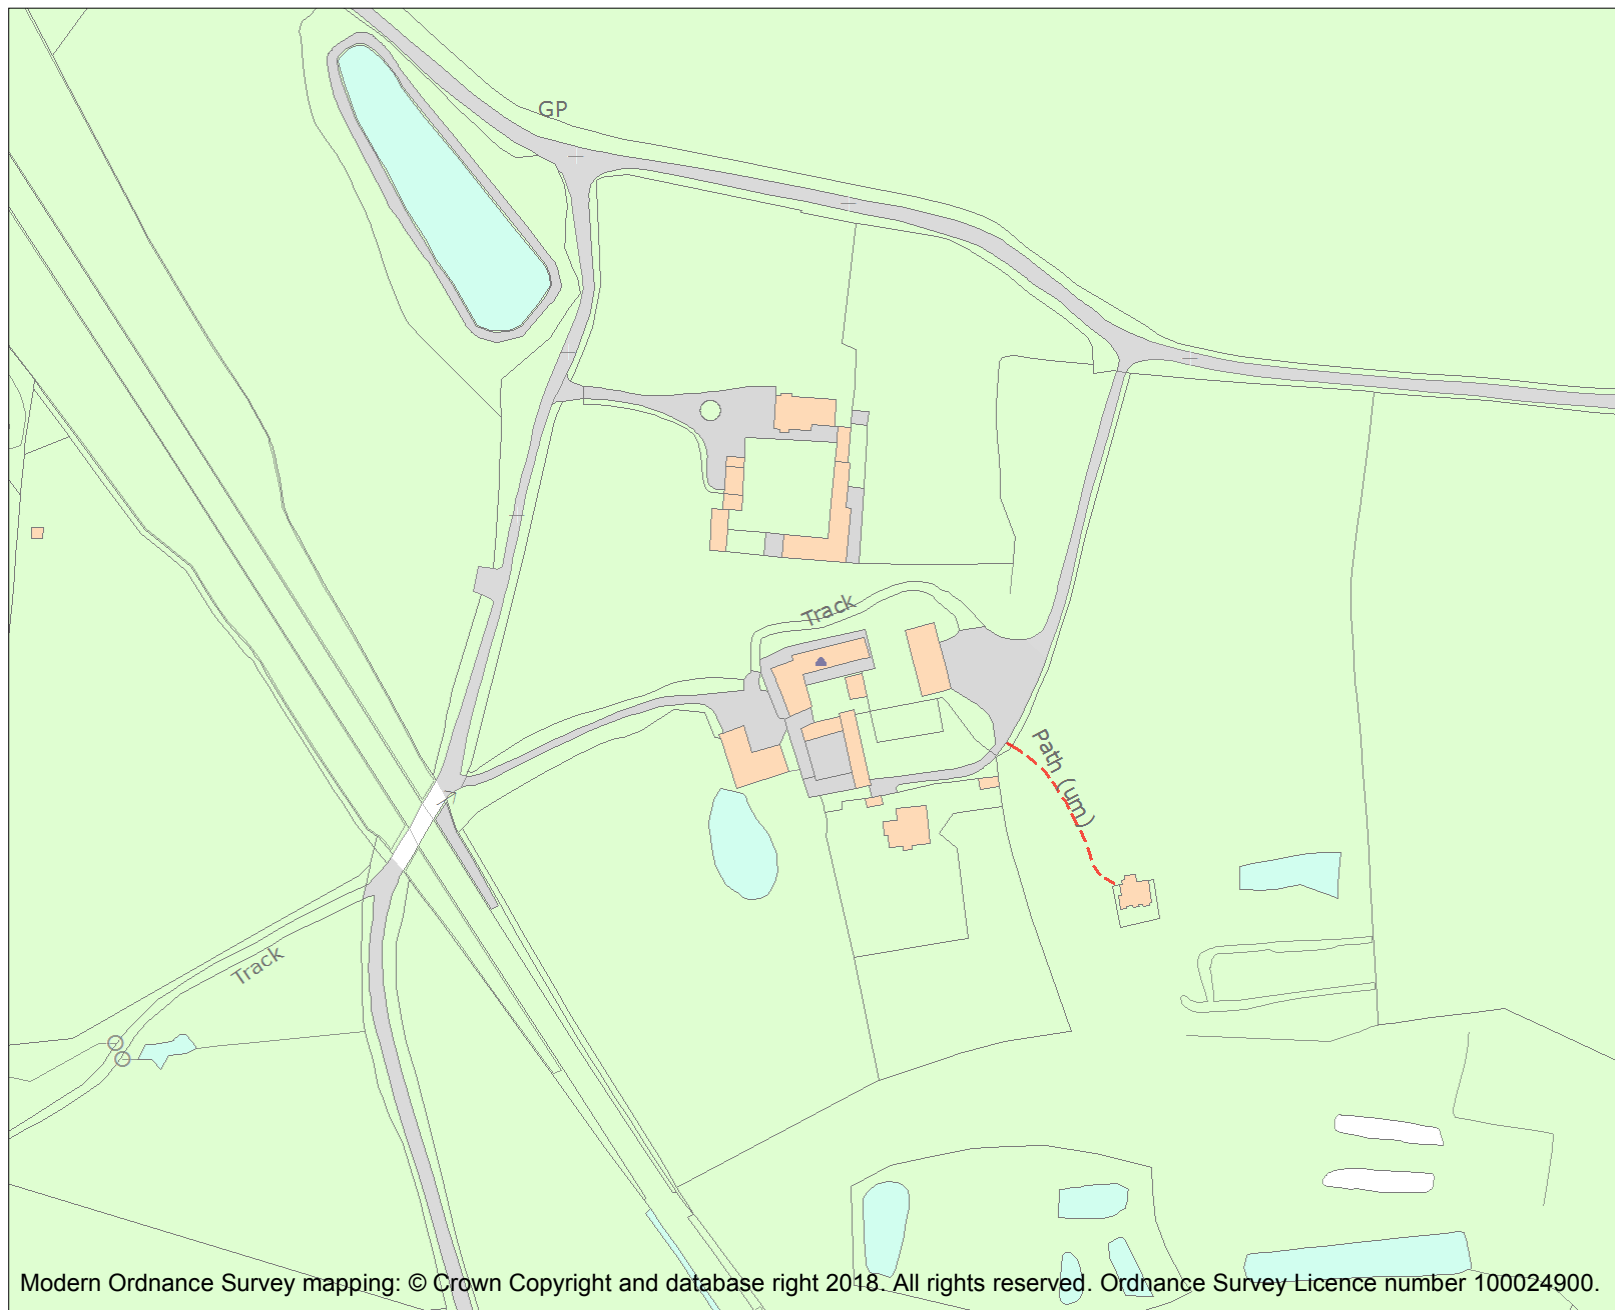 GP
Track
Path (um)
Track
Modern Ordnance Survey mapping: © Crown Copyright and database right 2018. All rights reserved. Ordnance Survey Licence number 100024900.